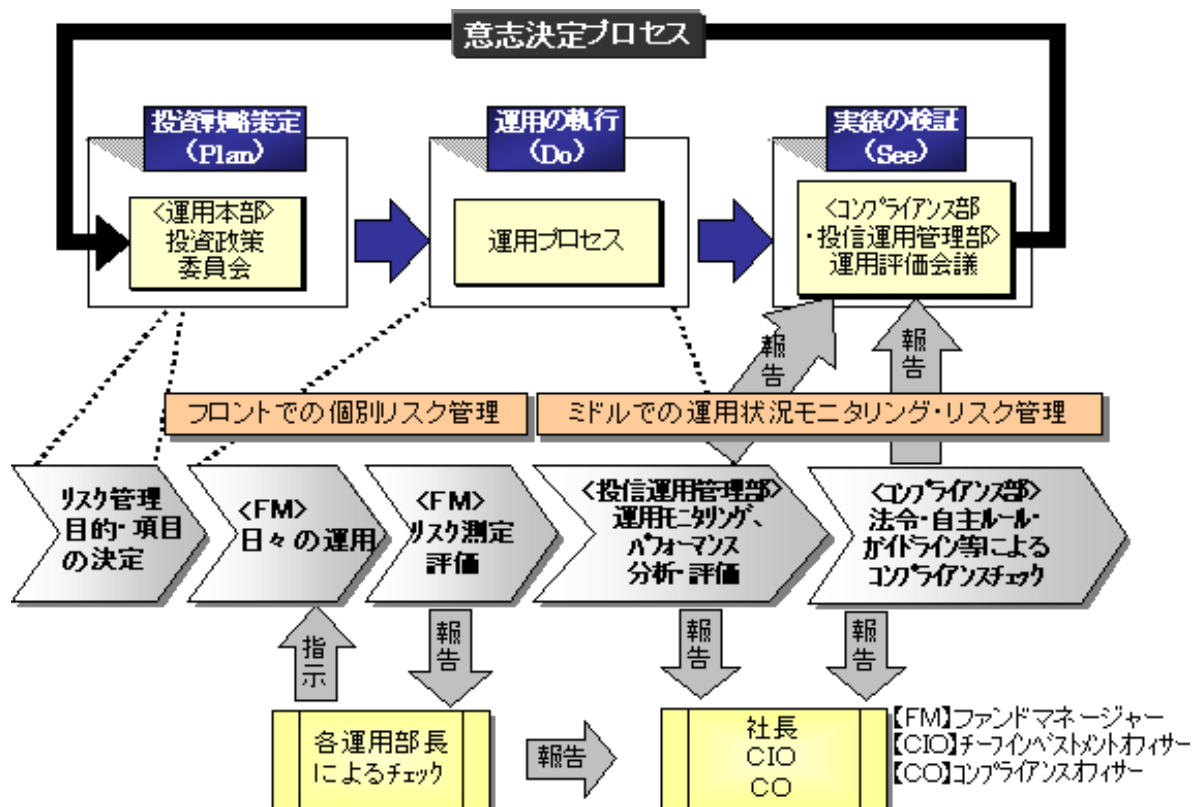 意志決定プロセス
投資戦略策定
(Plan)
運用の執行
(Do)
実績の検証
(See)
<運用本部>
投資政策
委員会
運用プロセス
<コンプライアンス部
・投信運用管理部>
運用評価会議
報告
報告
フロントでの個別リスク管理
ミドルでの運用状況モニタリング・リスク管理
リスク管理
目的・項目
の決定
<FM>
日々の運用
<FM>
リスク測定
評価
<投信運用管理部>
運用モニタリング、
パフォーマンス
分析・評価
<コンプライアンス部>
法令・自主ルール・
ガイドライン等による
コンプライアンスチェック
指示
報告
報告
報告
各運用部長
によるチェック
報告
社長
CIO
CO
【FM】ファンドマネージャー
【CIO】チーフインベストメントオフィサー
【CO】コンプライアンスオフィサー